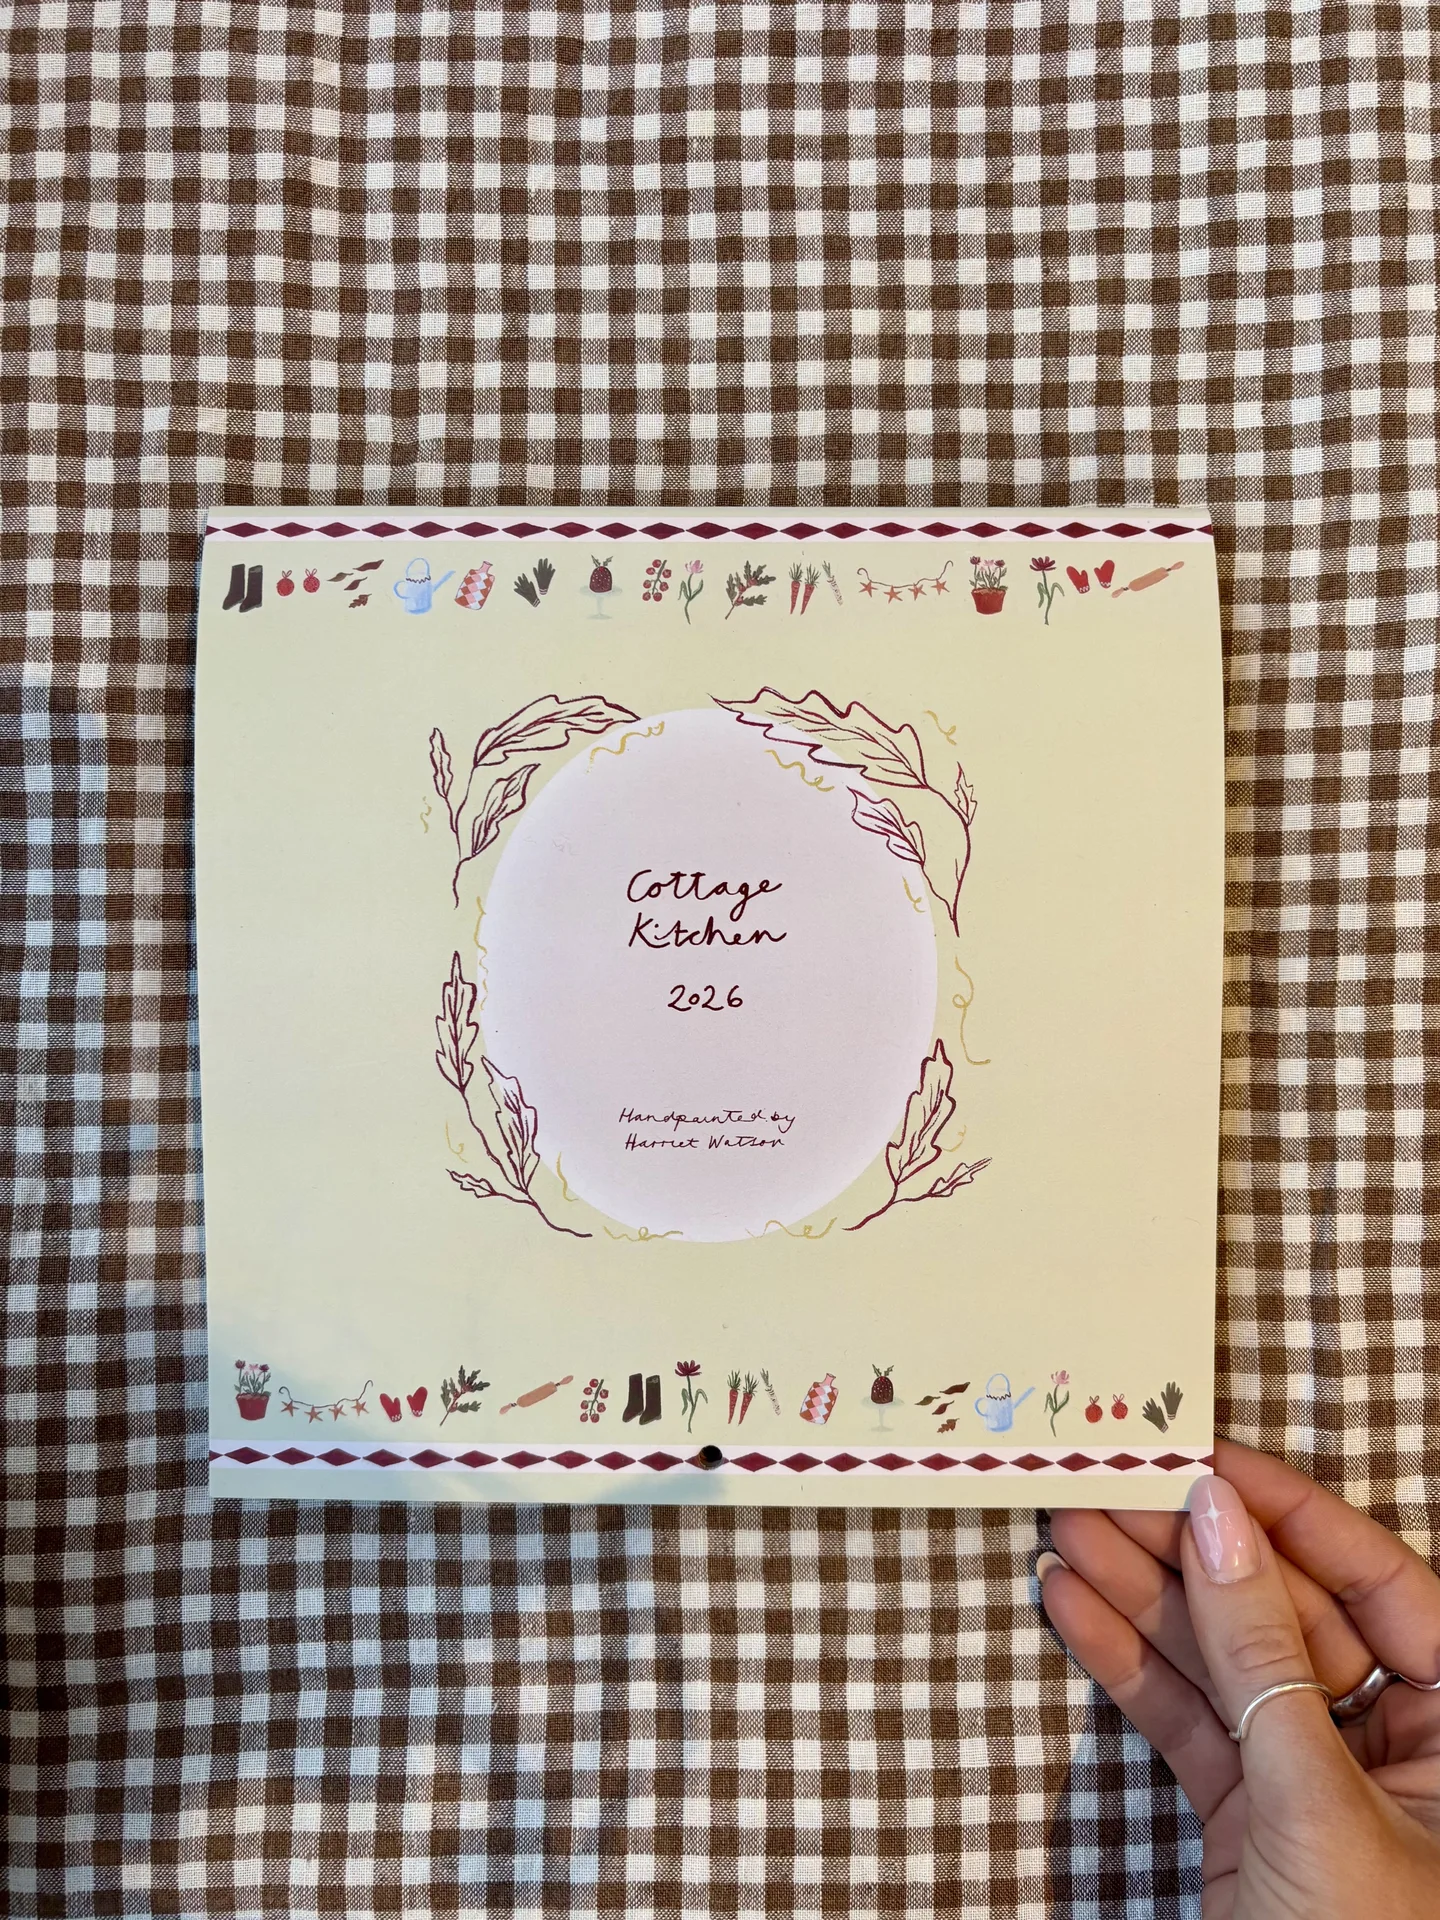 Cottage
Kitchen
2026
Handpainted by
Harriet Watson